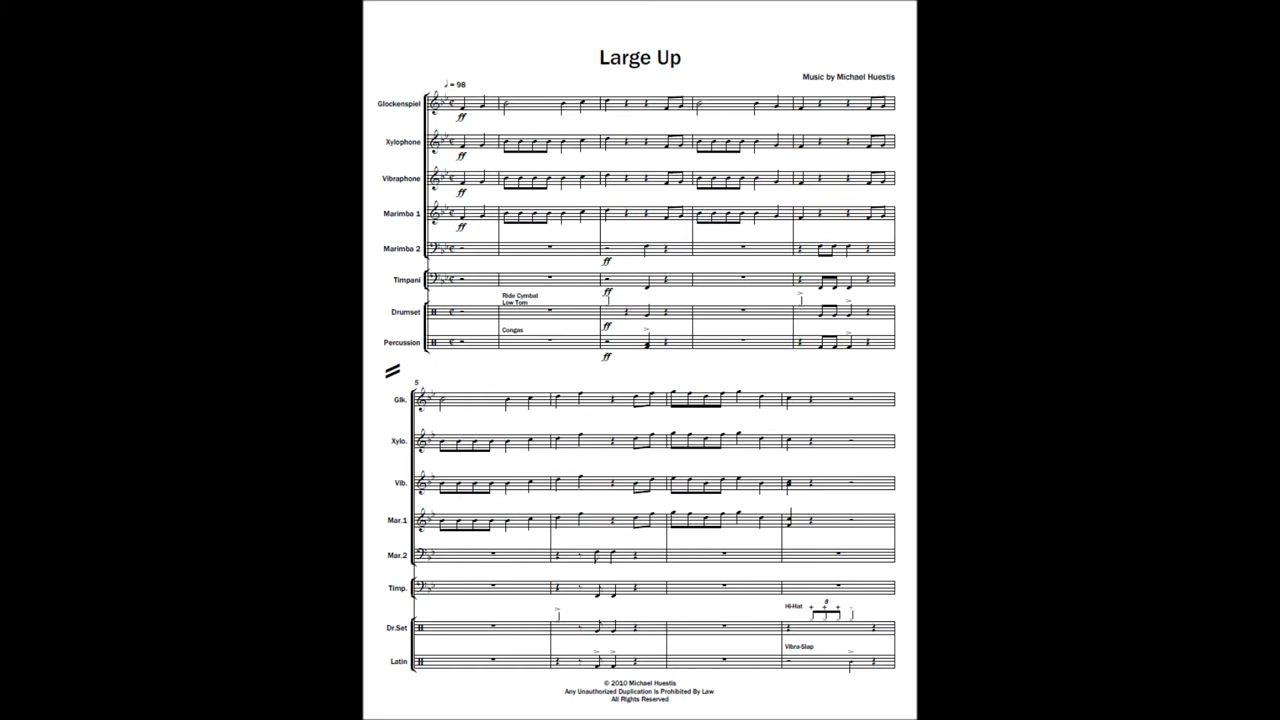 Large Up
Music by Michael Huestis
♩ = 98
Glockenspiel
ff
Xylophone
ff
Vibraphone
ff
Marimba 1
ff
Marimba 2
ff
Timpani
ff
Ride Cymbal
Low Tom
Drumset
ff
Congas
Percussion
ff
5
Glk.
Xylo.
Vib.
Mar.1
Mar.2
Timp.
Hi-Hat
Dr.Set
Vibra-Slap
Latin
© 2010 Michael Huestis
Any Unauthorized Duplication Is Prohibited By Law
All Rights Reserved